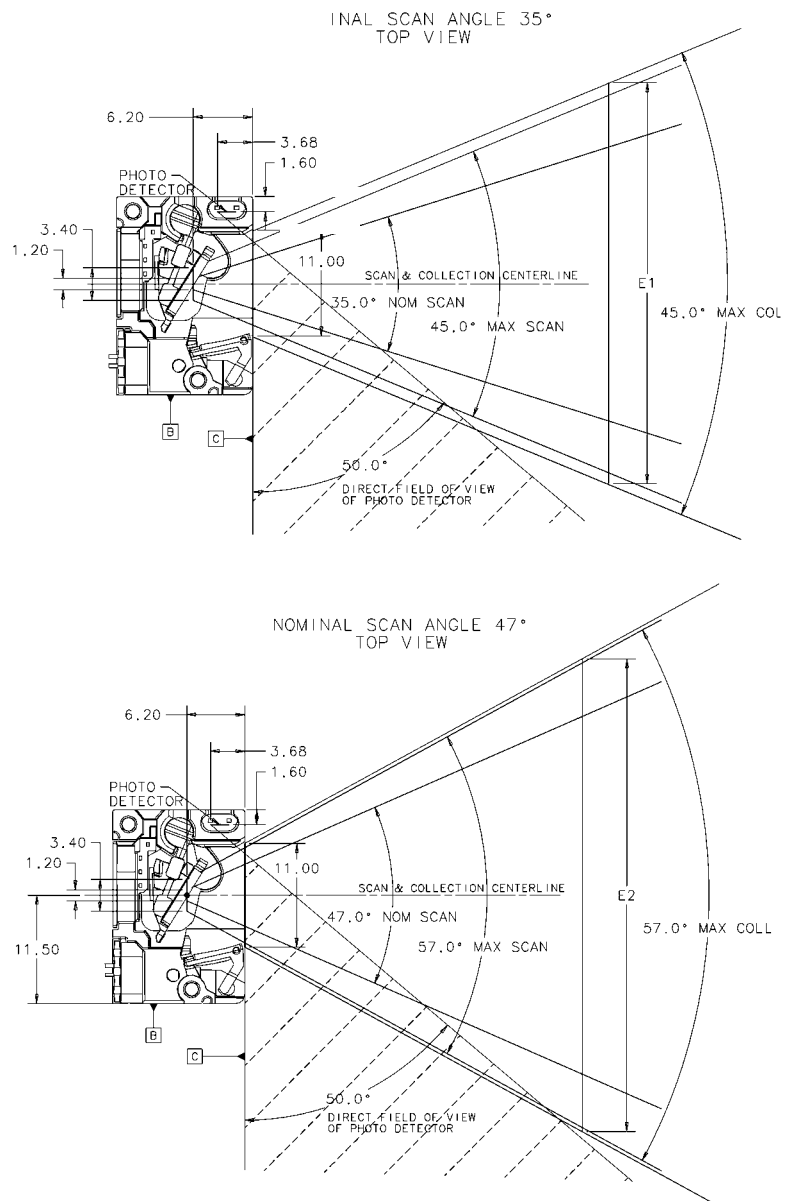 INAL SCAN ANGLE 35°
TOP VIEW
6.20
3.68
1.60
PHOTO
DETECTOR
3.40
1.20
11.00
SCAN & COLLECTION CENTERLINE
E1
35.0° NOM SCAN
45.0° MAX SCAN
45.0° MAX COL
B
C
50.0°
DIRECT FIELD OF VIEW
OF PHOTO DETECTOR
NOMINAL SCAN ANGLE 47°
TOP VIEW
6.20
3.68
1.60
PHOTO
DETECTOR
3.40
1.20
11.00
SCAN & COLLECTION CENTERLINE
E2
47.0° NOM SCAN
57.0° MAX SCAN
57.0° MAX COLL
11.50
B
C
50.0°
DIRECT FIELD OF VIEW
OF PHOTO DETECTOR